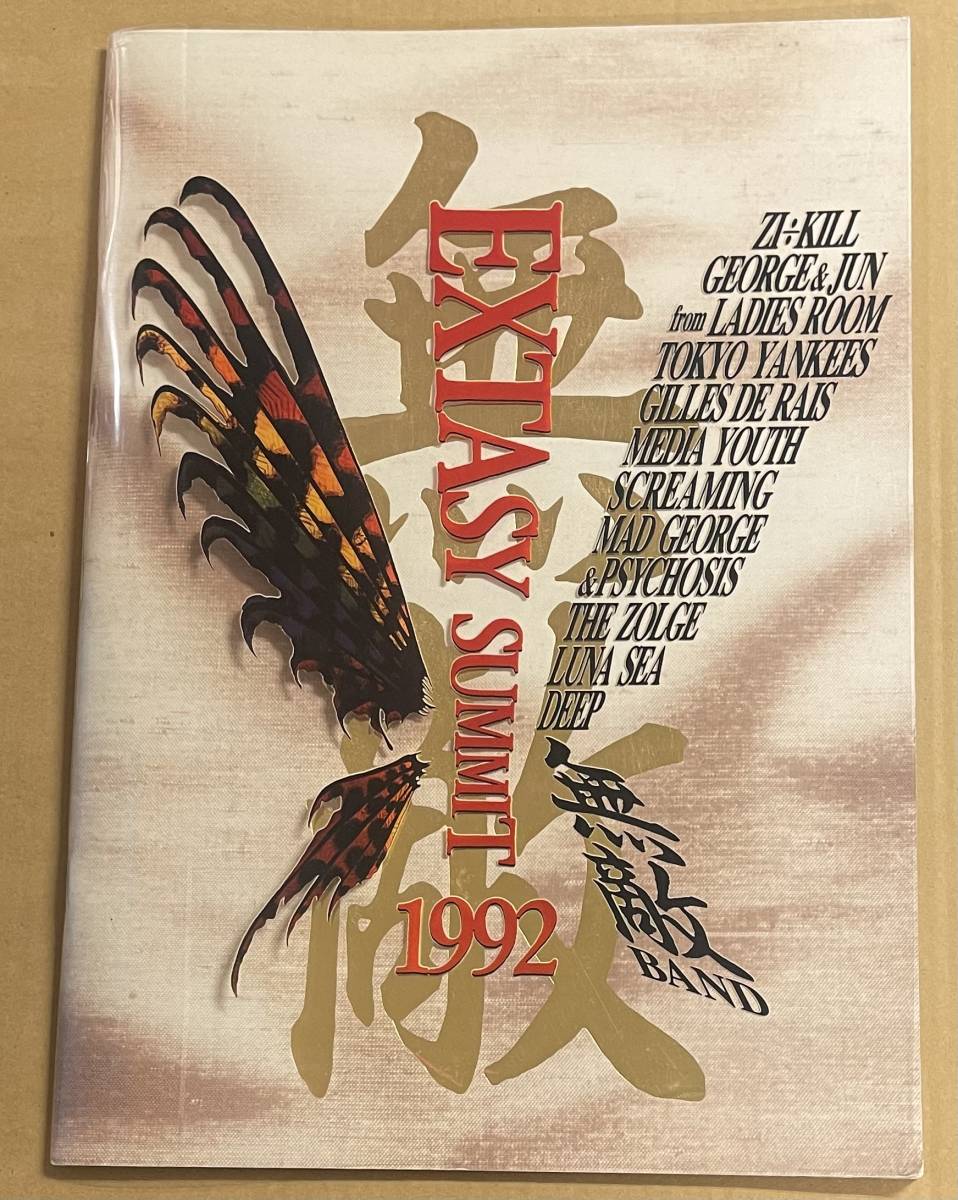 無敵
EXTASY SUMMIT
1992
ZI÷KILL
GEORGE & JUN
from LADIES ROOM
TOKYO YANKEES
GILLES DE RAIS
MEDIA YOUTH
SCREAMING
MAD GEORGE
&PSYCHOSIS
THE ZOLGE
LUNA SEA
DEEP
BAND